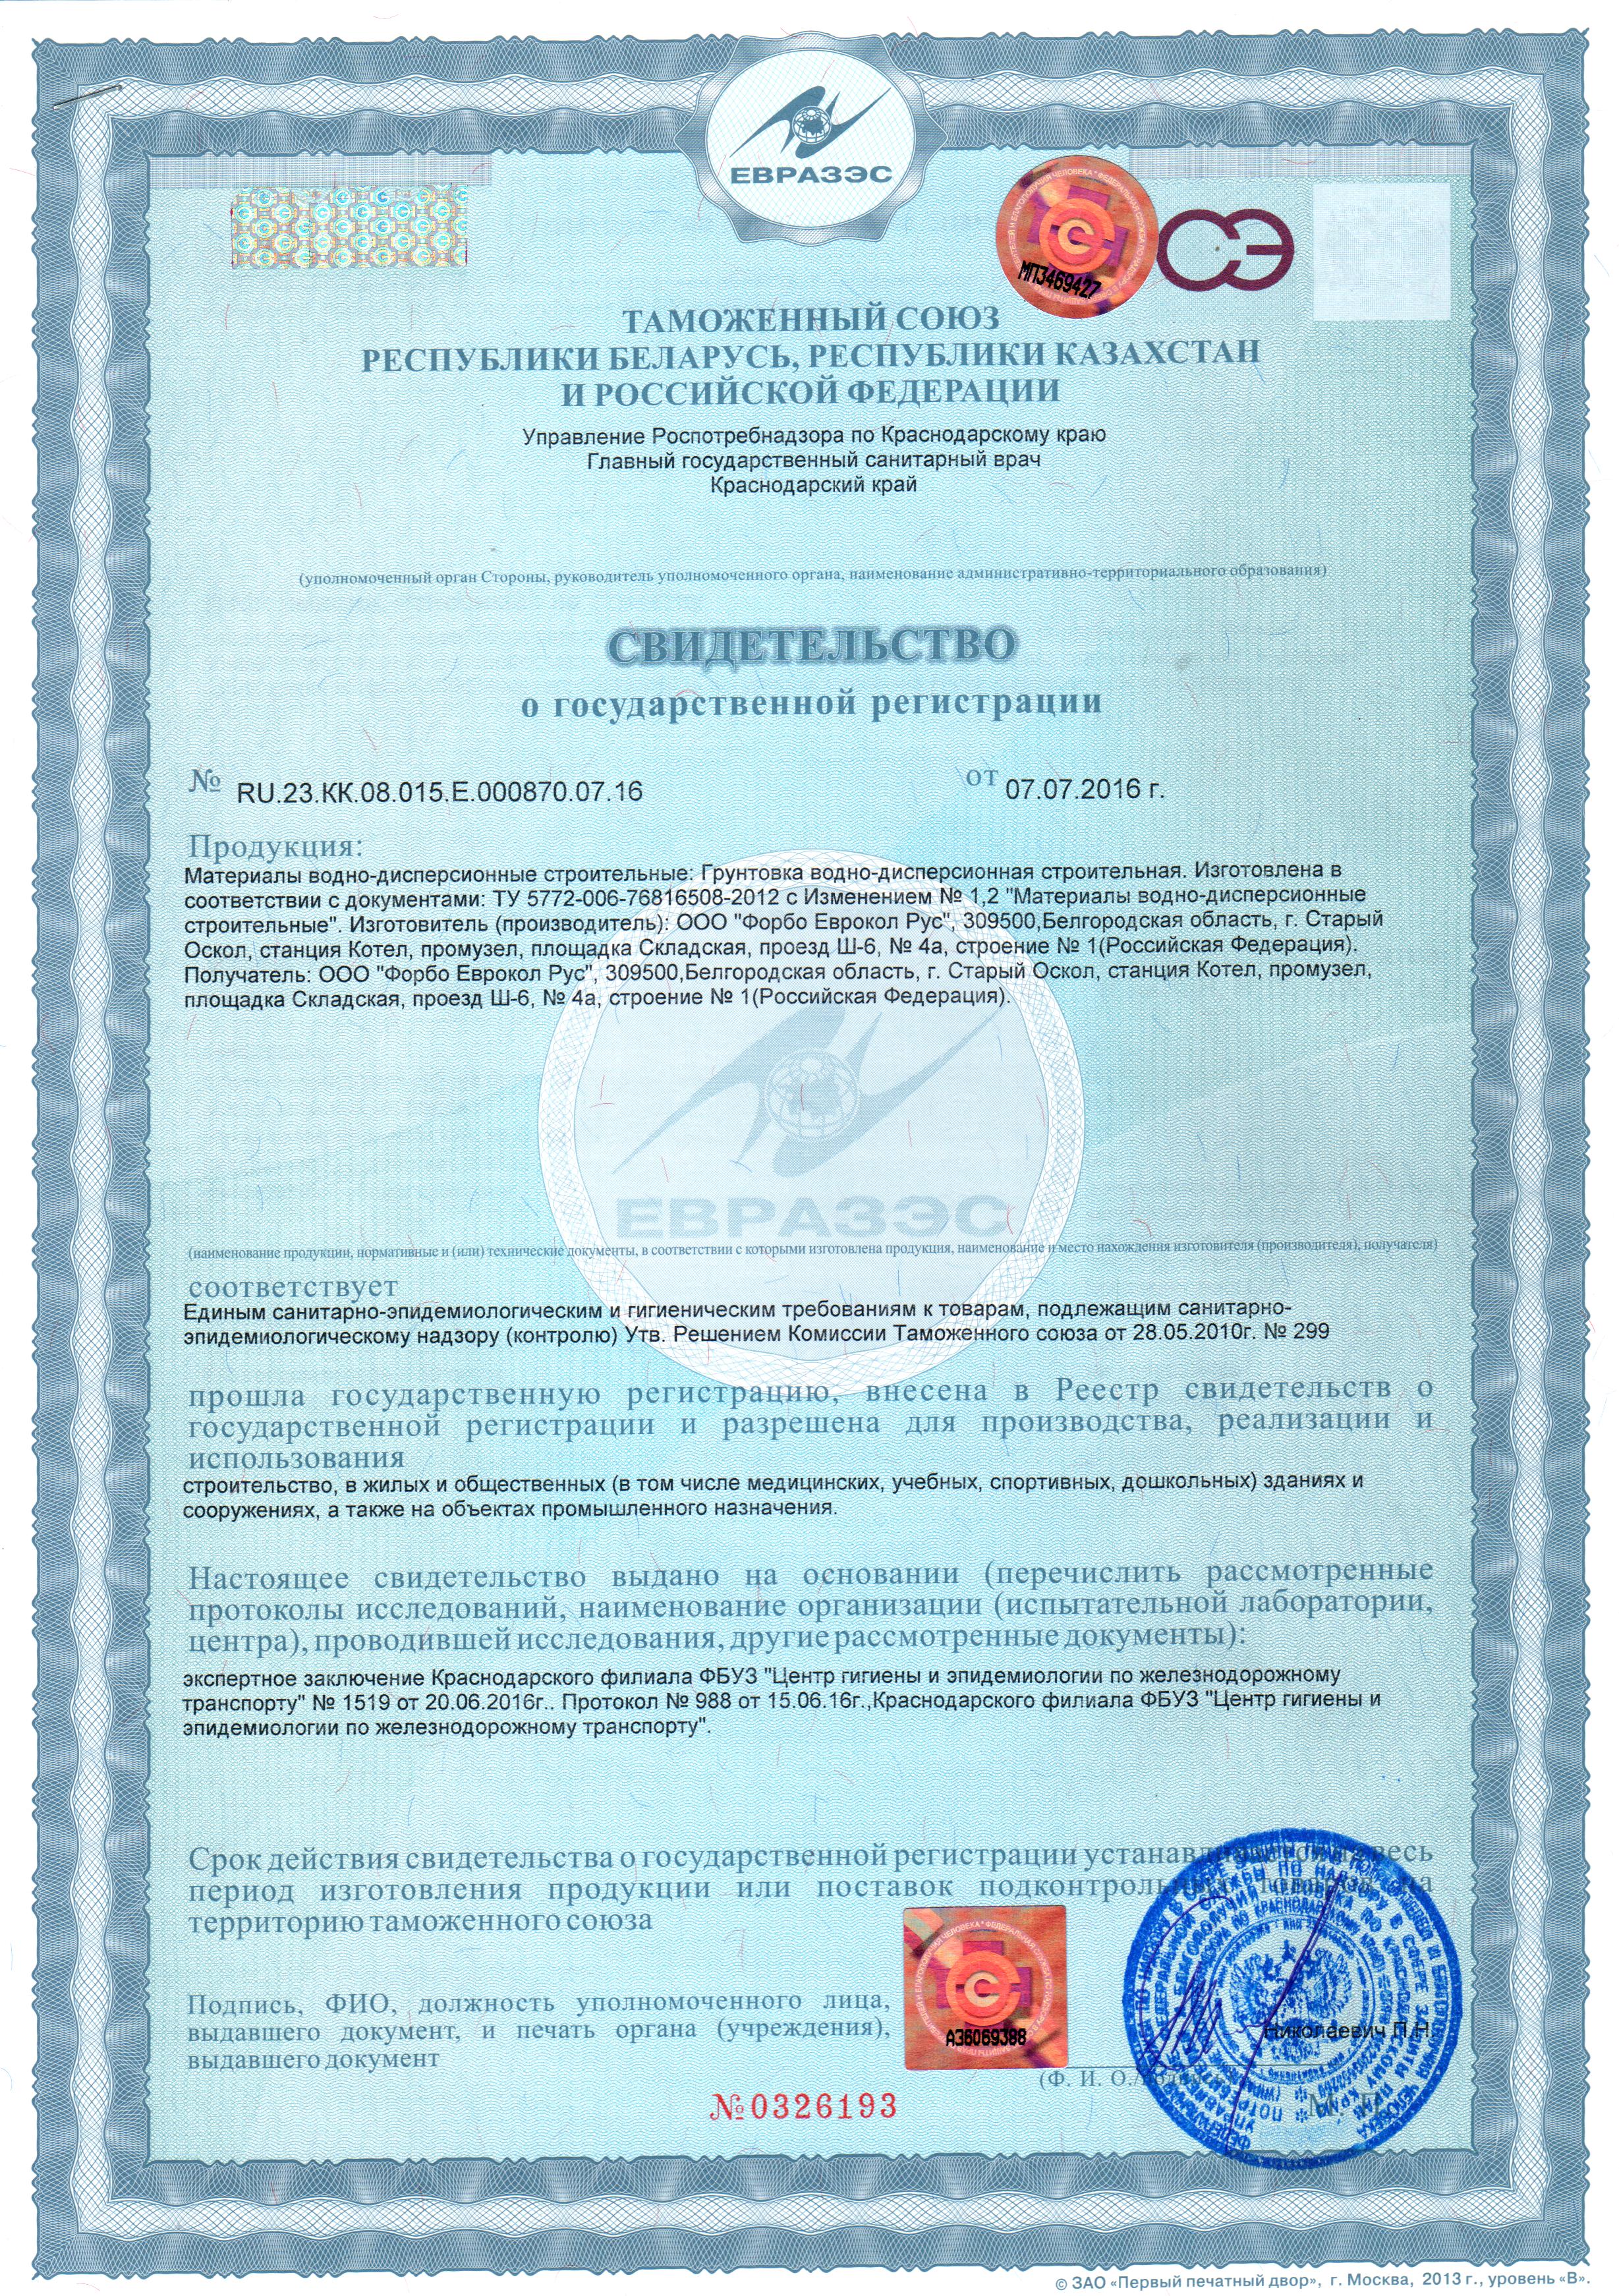 ЕВРАЗЭС
МП3469427
СЭ
ТАМОЖЕННЫЙ СОЮЗ
РЕСПУБЛИКИ БЕЛАРУСЬ, РЕСПУБЛИКИ КАЗАХСТАН
И РОССИЙСКОЙ ФЕДЕРАЦИИ
Управление Роспотребнадзора по Краснодарскому краю
Главный государственный санитарный врач
Краснодарский край
(уполномоченный орган Стороны, руководитель уполномоченного органа, наименование административно-территориального образования)
СВИДЕТЕЛЬСТВО
о государственной регистрации
№ RU.23.КК.08.015.Е.000870.07.16 от 07.07.2016 г.
Продукция:
Материалы водно-дисперсионные строительные: Грунтовка водно-дисперсионная строительная. Изготовлена в
соответствии с документами: ТУ 5772-006-76816508-2012 с Изменением № 1,2 "Материалы водно-дисперсионные
строительные". Изготовитель (производитель): ООО "Форбо Еврокол Рус", 309500,Белгородская область, г. Старый
Оскол, станция Котел, промузел, площадка Складская, проезд Ш-6, № 4а, строение № 1(Российская Федерация).
Получатель: ООО "Форбо Еврокол Рус", 309500,Белгородская область, г. Старый Оскол, станция Котел, промузел,
площадка Складская, проезд Ш-6, № 4а, строение № 1(Российская Федерация).
ЕВРАЗЭС
(наименование продукции, нормативные и (или) технические документы, в соответствии с которыми изготовлена продукция, наименование и место нахождения изготовителя (производителя), получателя)
соответствует
Единым санитарно-эпидемиологическим и гигиеническим требованиям к товарам, подлежащим санитарно-
эпидемиологическому надзору (контролю) Утв. Решением Комиссии Таможенного союза от 28.05.2010г. № 299
прошла государственную регистрацию, внесена в Реестр свидетельств о
государственной регистрации и разрешена для производства, реализации и
использования
строительство, в жилых и общественных (в том числе медицинских, учебных, спортивных, дошкольных) зданиях и
сооружениях, а также на объектах промышленного назначения.
Настоящее свидетельство выдано на основании (перечислить рассмотренные
протоколы исследований, наименование организации (испытательной лаборатории,
центра), проводившей исследования, другие рассмотренные документы):
экспертное заключение Краснодарского филиала ФБУЗ "Центр гигиены и эпидемиологии по железнодорожному
транспорту" № 1519 от 20.06.2016г.. Протокол № 988 от 15.06.16г.,Краснодарского филиала ФБУЗ "Центр гигиены и
эпидемиологии по железнодорожному транспорту".
Срок действия свидетельства о государственной регистрации устанавливается на весь
период изготовления продукции или поставок подконтрольных товаров на
территорию таможенного союза
Подпись, ФИО, должность уполномоченного лица,
выдавшего документ, и печать органа (учреждения),
выдавшего документ
А36069388
Николаевич П.Н.
(Ф. И. О./подпись)
М. П.
№0326193
© ЗАО «Первый печатный двор», г. Москва, 2013 г., уровень «В».